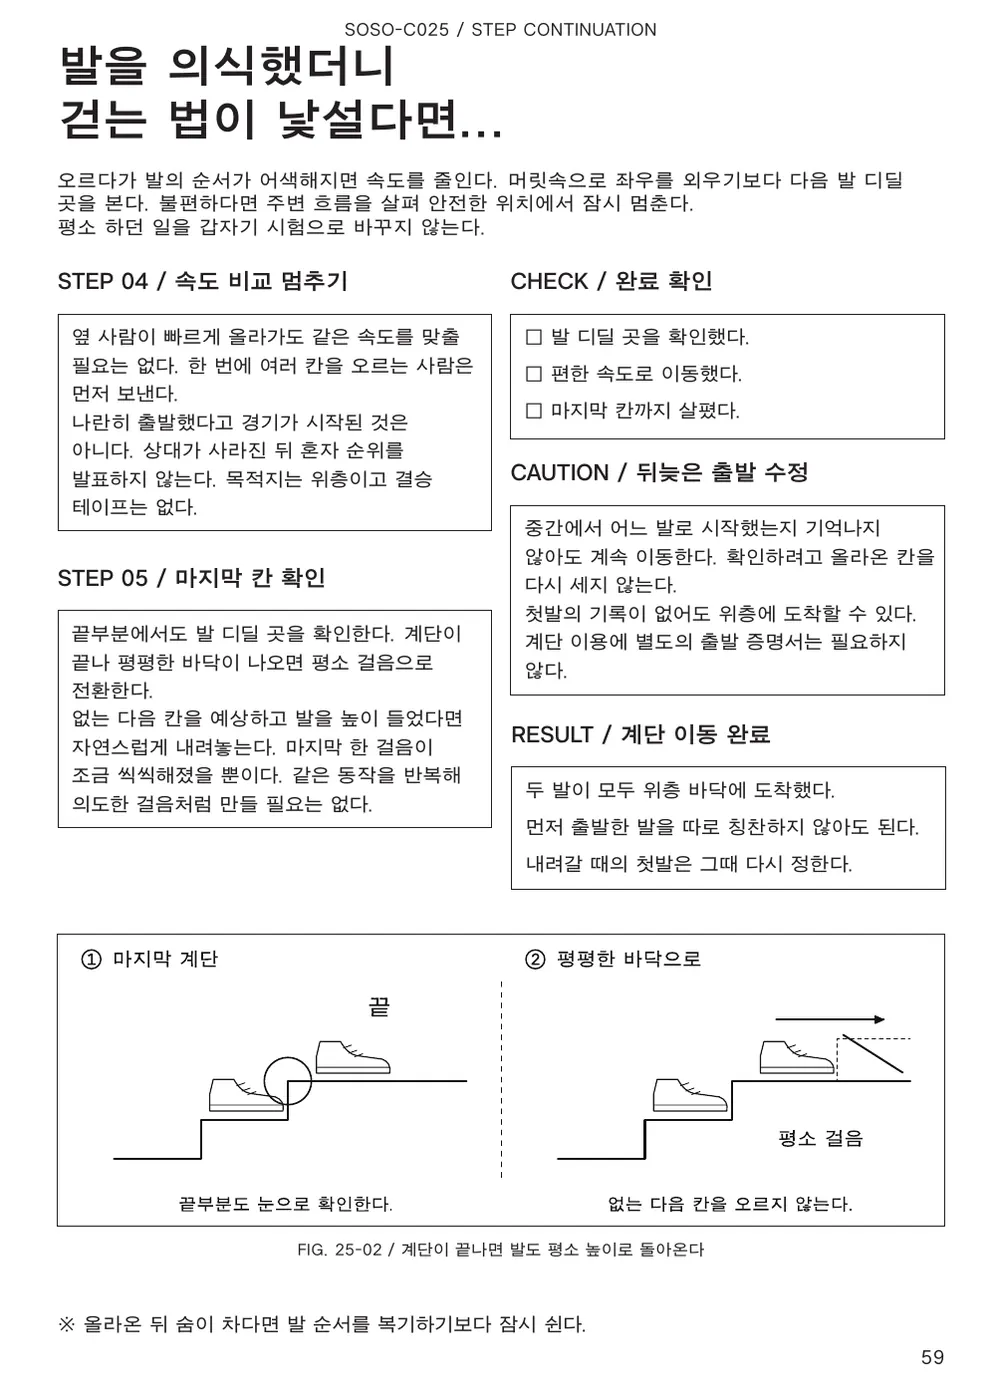 SOSO-C025 / STEP CONTINUATION
발을 의식했더니
걷는 법이 낯설다면...
오르다가 발의 순서가 어색해지면 속도를 줄인다. 머릿속으로 좌우를 외우기보다 다음 발 디딜
곳을 본다. 불편하다면 주변 흐름을 살펴 안전한 위치에서 잠시 멈춘다.
평소 하던 일을 갑자기 시험으로 바꾸지 않는다.
STEP 04 / 속도 비교 멈추기
옆 사람이 빠르게 올라가도 같은 속도를 맞출
필요는 없다. 한 번에 여러 칸을 오르는 사람은
먼저 보낸다.
나란히 출발했다고 경기가 시작된 것은
아니다. 상대가 사라진 뒤 혼자 순위를
발표하지 않는다. 목적지는 위층이고 결승
테이프는 없다.
STEP 05 / 마지막 칸 확인
끝부분에서도 발 디딜 곳을 확인한다. 계단이
끝나 평평한 바닥이 나오면 평소 걸음으로
전환한다.
없는 다음 칸을 예상하고 발을 높이 들었다면
자연스럽게 내려놓는다. 마지막 한 걸음이
조금 씩씩해졌을 뿐이다. 같은 동작을 반복해
의도한 걸음처럼 만들 필요는 없다.
CHECK / 완료 확인
□ 발 디딜 곳을 확인했다.
□ 편한 속도로 이동했다.
□ 마지막 칸까지 살폈다.
CAUTION / 뒤늦은 출발 수정
중간에서 어느 발로 시작했는지 기억나지
않아도 계속 이동한다. 확인하려고 올라온 칸을
다시 세지 않는다.
첫발의 기록이 없어도 위층에 도착할 수 있다.
계단 이용에 별도의 출발 증명서는 필요하지
않다.
RESULT / 계단 이동 완료
두 발이 모두 위층 바닥에 도착했다.
먼저 출발한 발을 따로 칭찬하지 않아도 된다.
내려갈 때의 첫발은 그때 다시 정한다.
① 마지막 계단
끝
끝부분도 눈으로 확인한다.
② 평평한 바닥으로
평소 걸음
없는 다음 칸을 오르지 않는다.
FIG. 25-02 / 계단이 끝나면 발도 평소 높이로 돌아온다
※ 올라온 뒤 숨이 차다면 발 순서를 복기하기보다 잠시 쉰다.
59